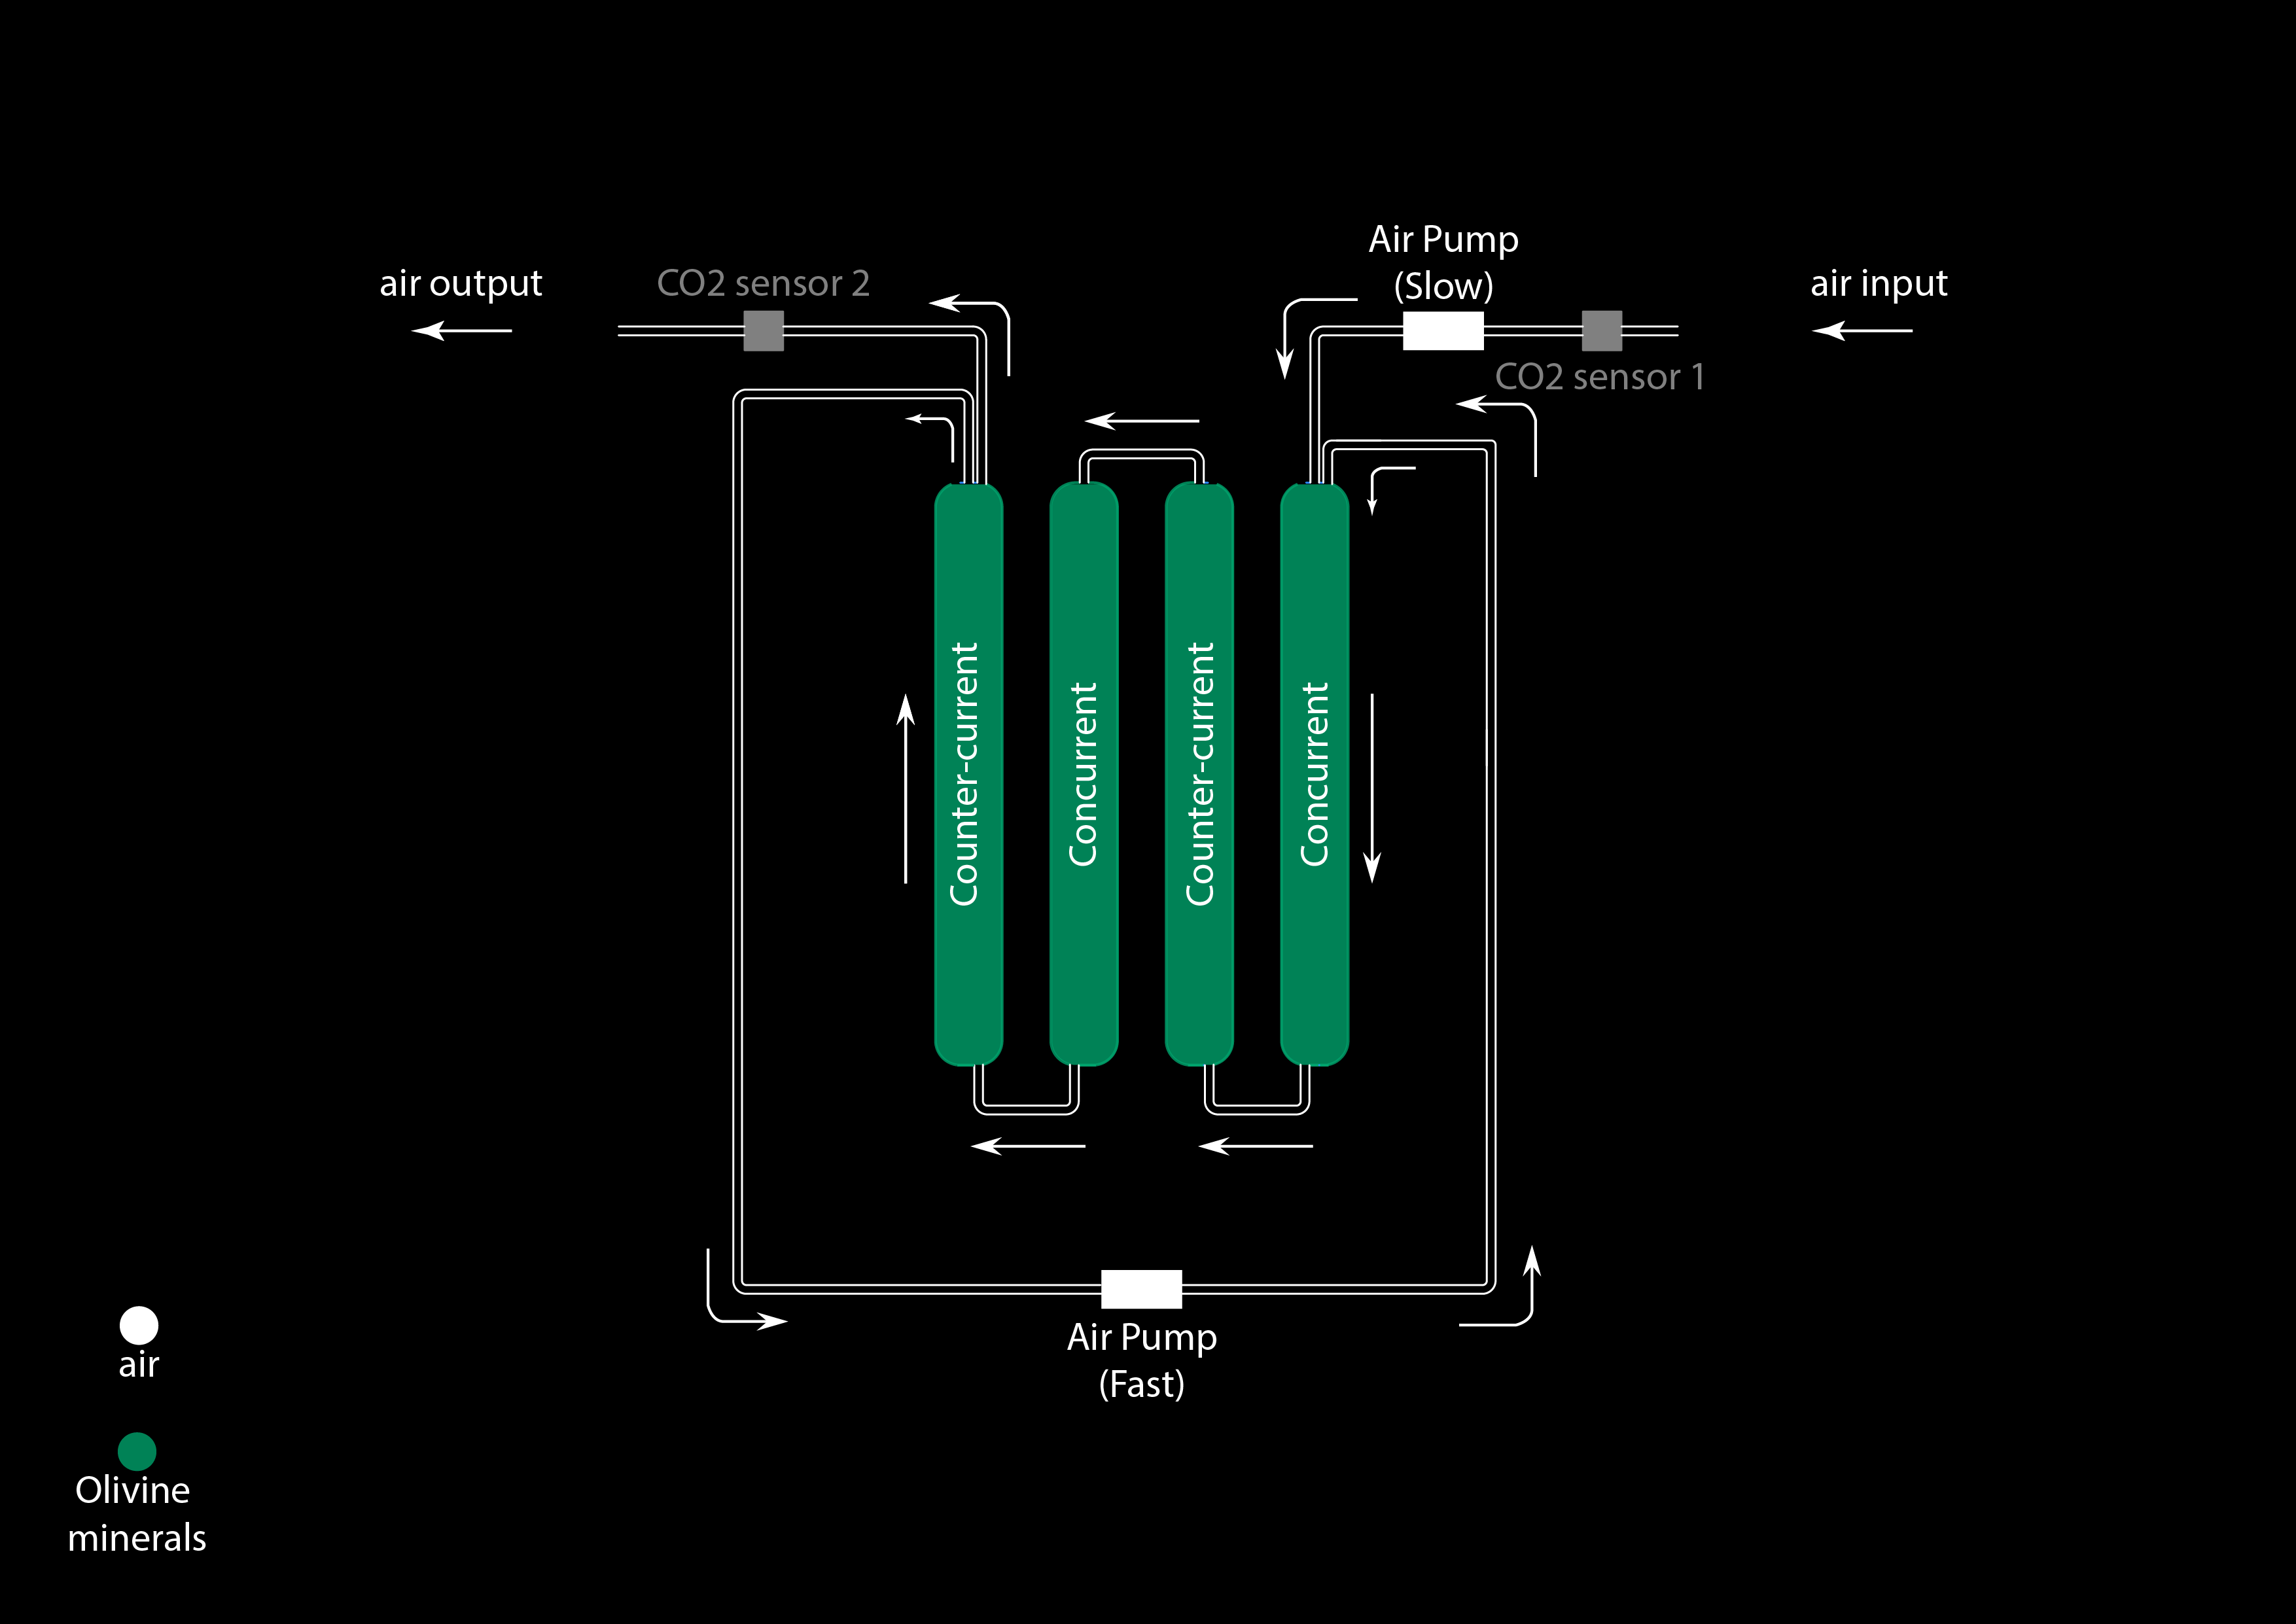 Air Pump
(Slow)
air output
CO2 sensor 2
air input
CO2 sensor 1
Counter-current
Concurrent
Counter-current
Concurrent
Air Pump
(Fast)
air
Olivine
minerals